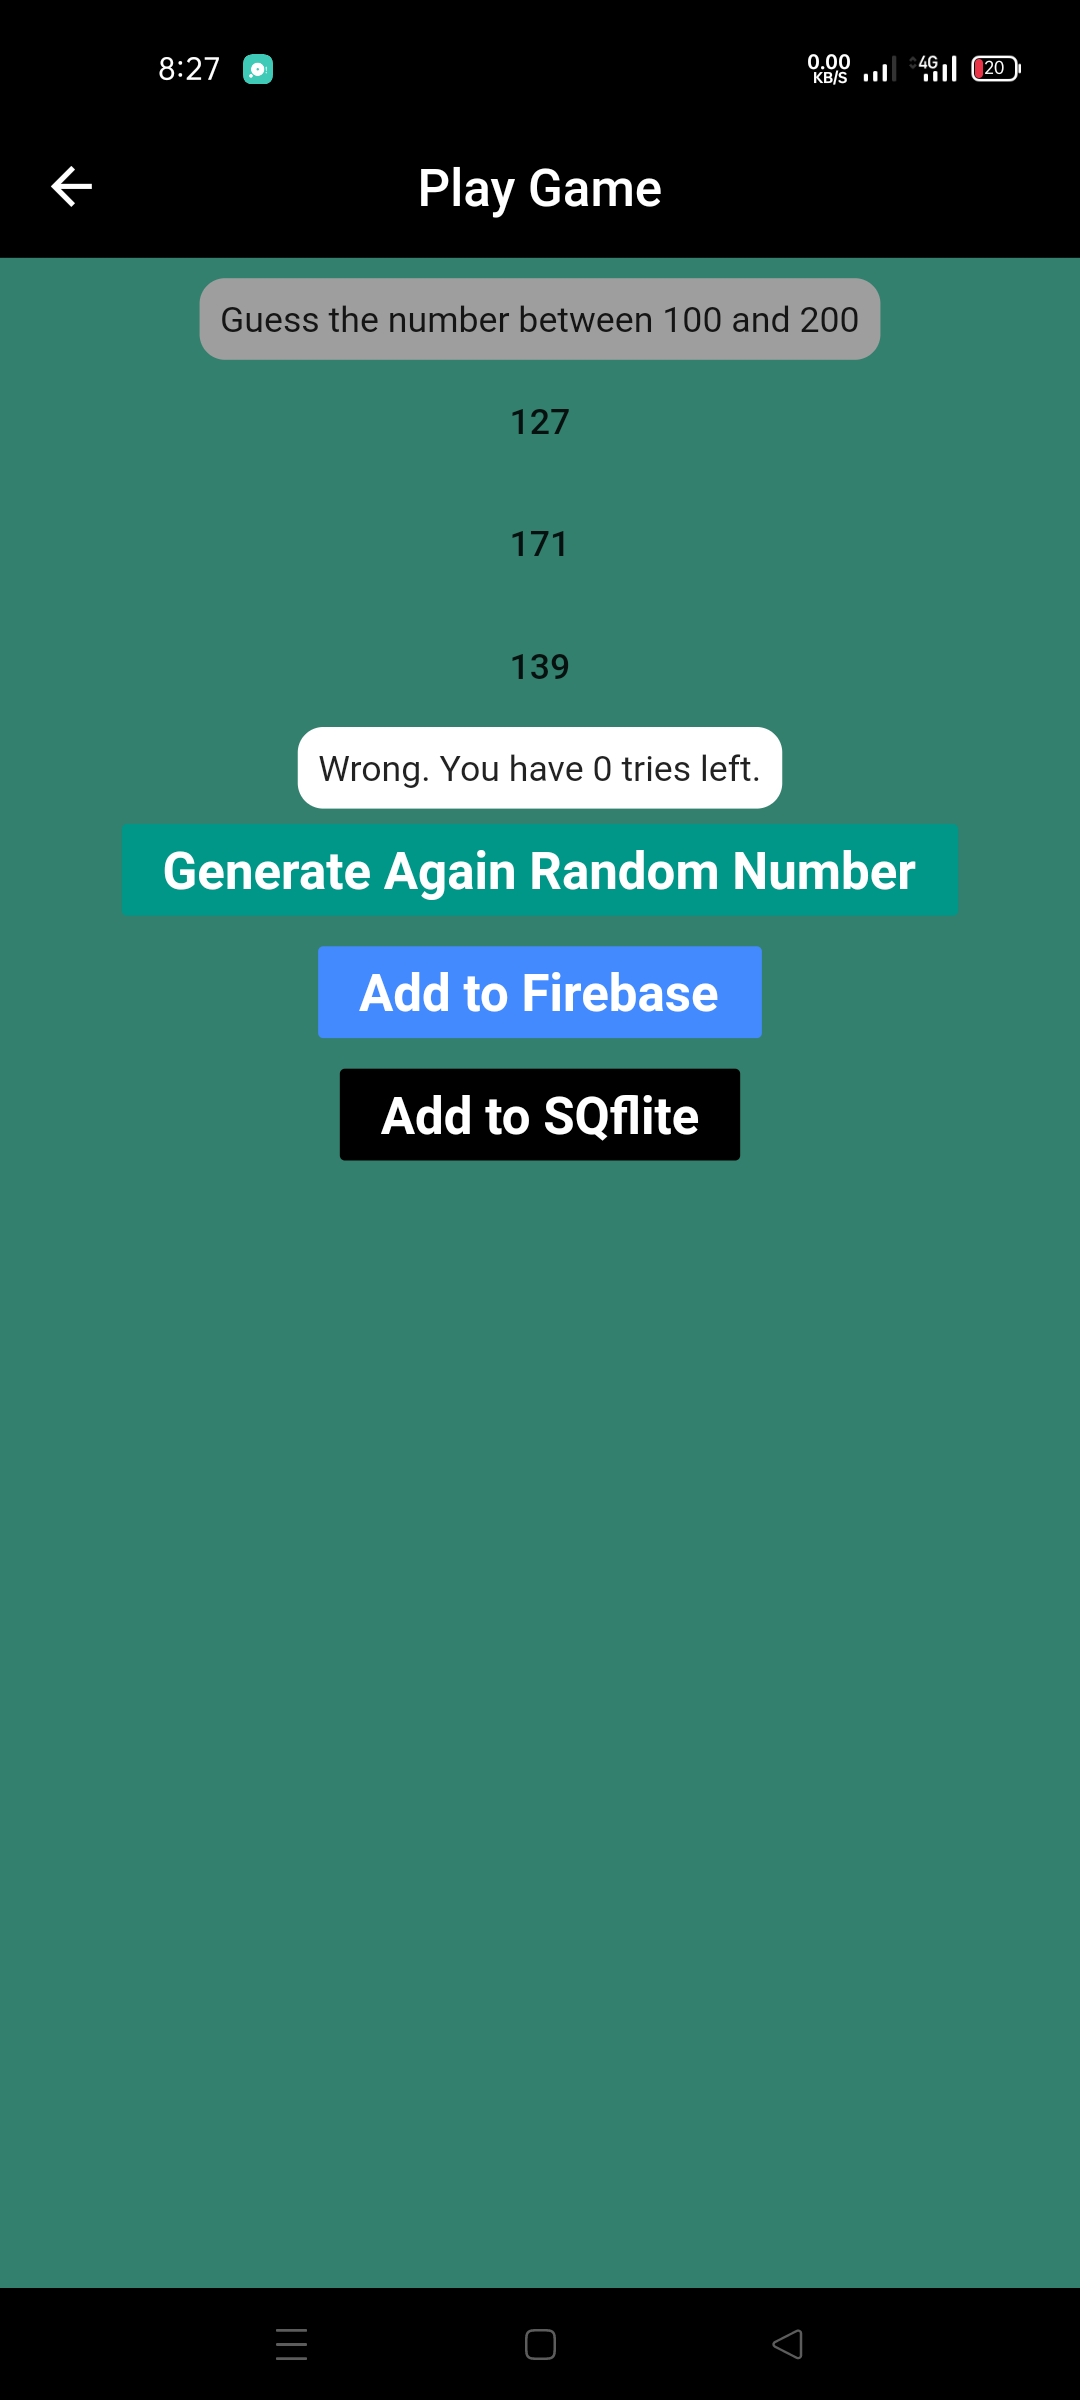 8:27
0.00
KB/S
4G
20
Play Game
Guess the number between 100 and 200
127
171
139
Wrong. You have 0 tries left.
Generate Again Random Number
Add to Firebase
Add to SQflite